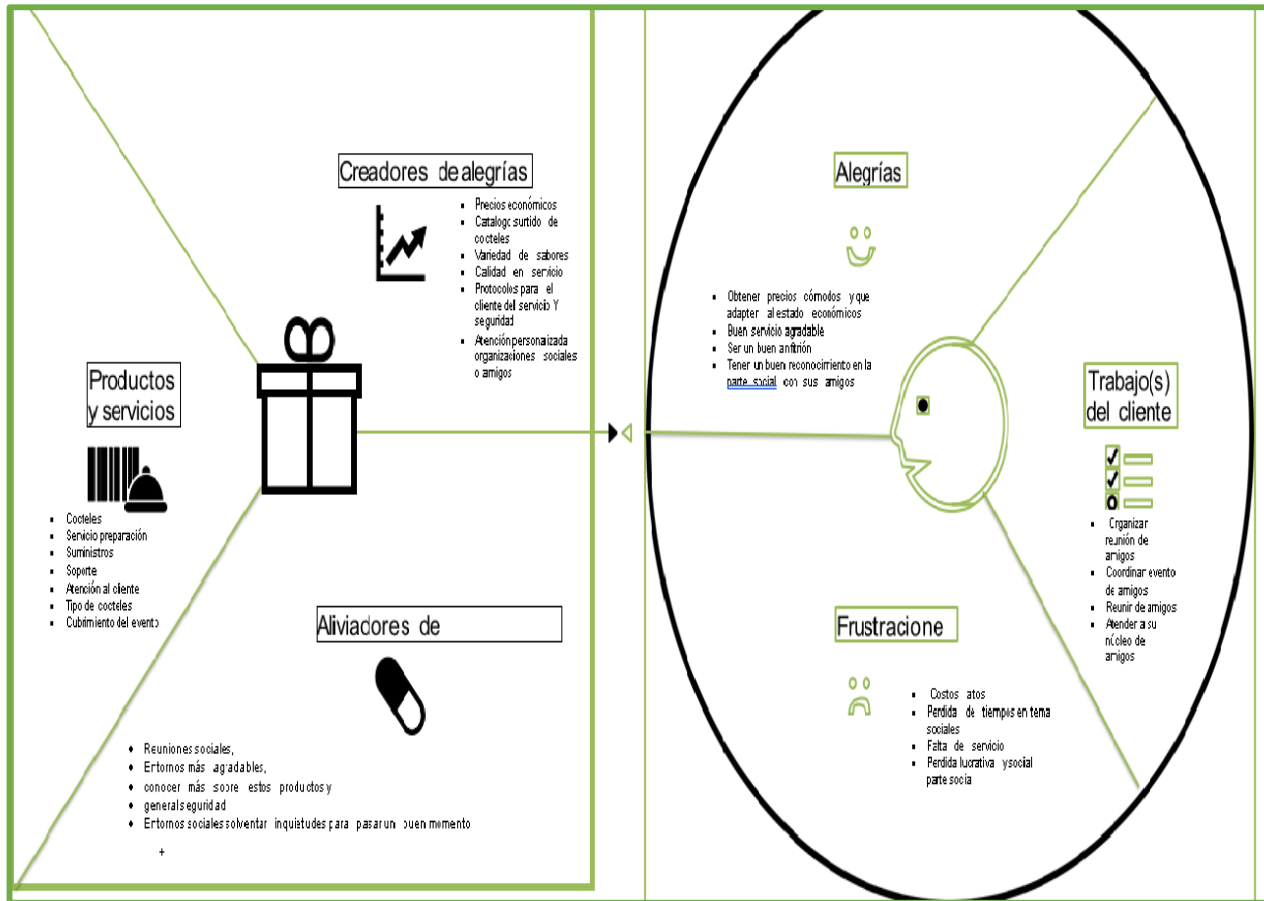 Creadores de alegrías
Precios económicos
Catalogo surtido de
cocteles
Variedad de sabores
Calidad en servicio
Protocolos para el
cliente del servicio Y
seguridad
Atención personalizada
organizaciones sociales
o amigos
Productos
y servicios
Cocteles
Servicio preparación
Suministros
Soporte
Atención al cliente
Tipo de cocteles
Cubrimiento del evento
Aliviadores de
Reuniones sociales,
Entornos más agradables,
conocer más sobre estos productos y
general seguridad
Entornos sociales solventar inquietudes para pasar un buen momento
+
Alegrías
Obtener precios cómodos y que
adapter al estado económicos
Buen servicio agradable
Ser un buen anfitrión
Tener un buen reconocimiento en la
parte social con sus amigos
Trabajo(s)
del cliente
Organizar
reunión de
amigos
Coordinar evento
de amigos
Reunir de amigos
Atender a su
núcleo de
amigos
Frustracione
Costos atos
Perdida de tiempos en tema
sociales
Falta de servicio
Perdida lucrativa y social
parte socia